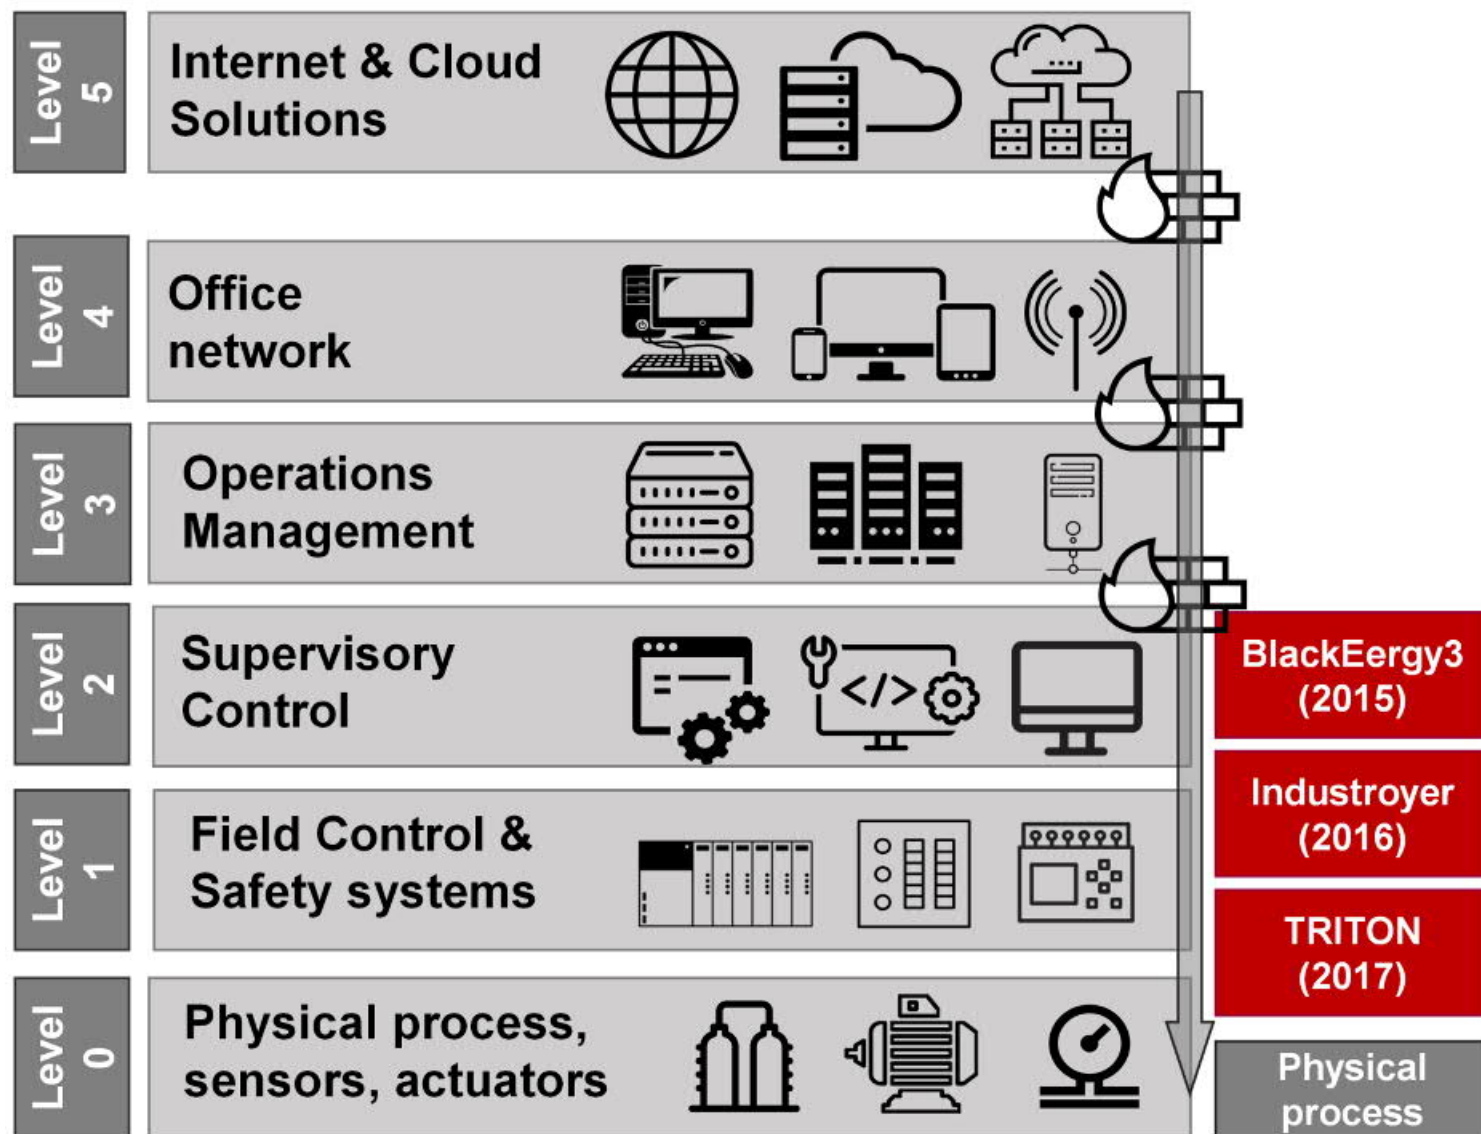 Level
5
Internet & Cloud
Solutions
Level
4
Office
network
Level
3
Operations
Management
Level
2
Supervisory
Control
BlackEergy3
(2015)
Level
1
Field Control &
Safety systems
Industroyer
(2016)
TRITON
(2017)
Level
0
Physical process,
sensors, actuators
Physical
process